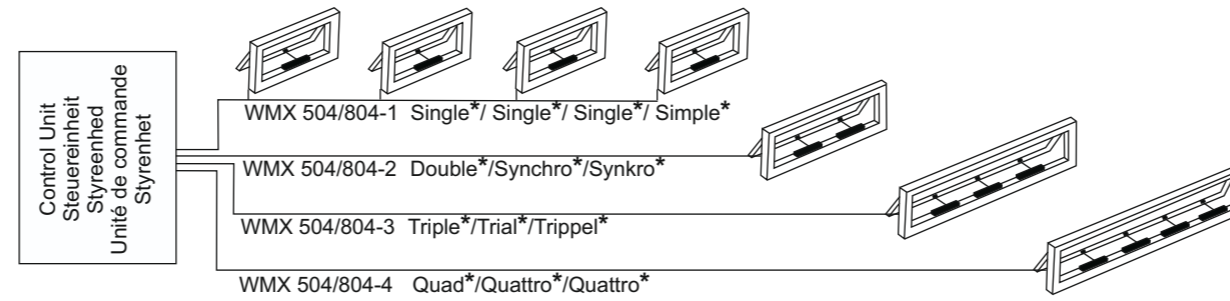 Control Unit
Steuereinheit
Styreenhed
Unité de commande
Styrenhet
WMX 504/804-1 Single*/ Single*/ Single*/ Simple*
WMX 504/804-2 Double*/Synchro*/Synkro*
WMX 504/804-3 Triple*/Trial*/Trippel*
WMX 504/804-4 Quad*/Quattro*/Quattro*